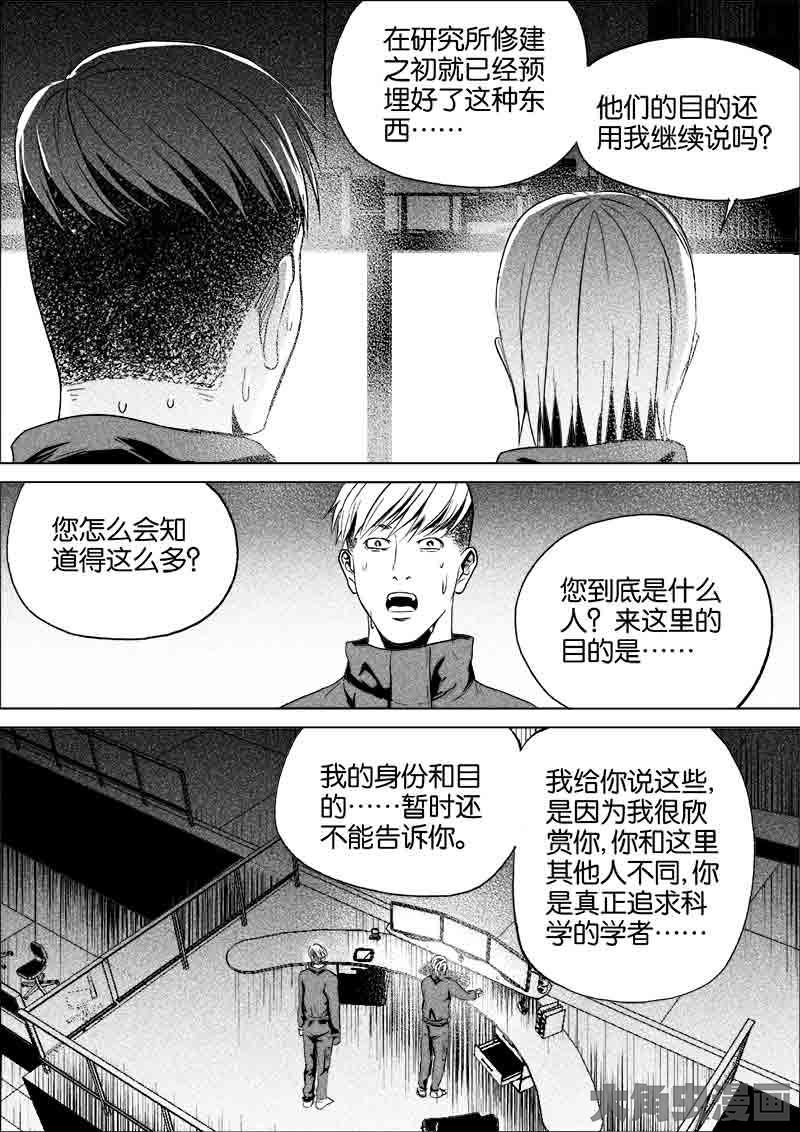 在研究所修建
之初就已经预
埋好了这种东
西……
他们的目的还
用我继续说吗?
您怎么会知
道得这么多?
您到底是什么
人?来这里的
目的是……
我的身份和目
的……暂时还
不能告诉你。
我给你说这些,
是因为我很欣
赏你,你和这里
其他人不同,你
是真正追求科
学的学者……
大角虫漫画